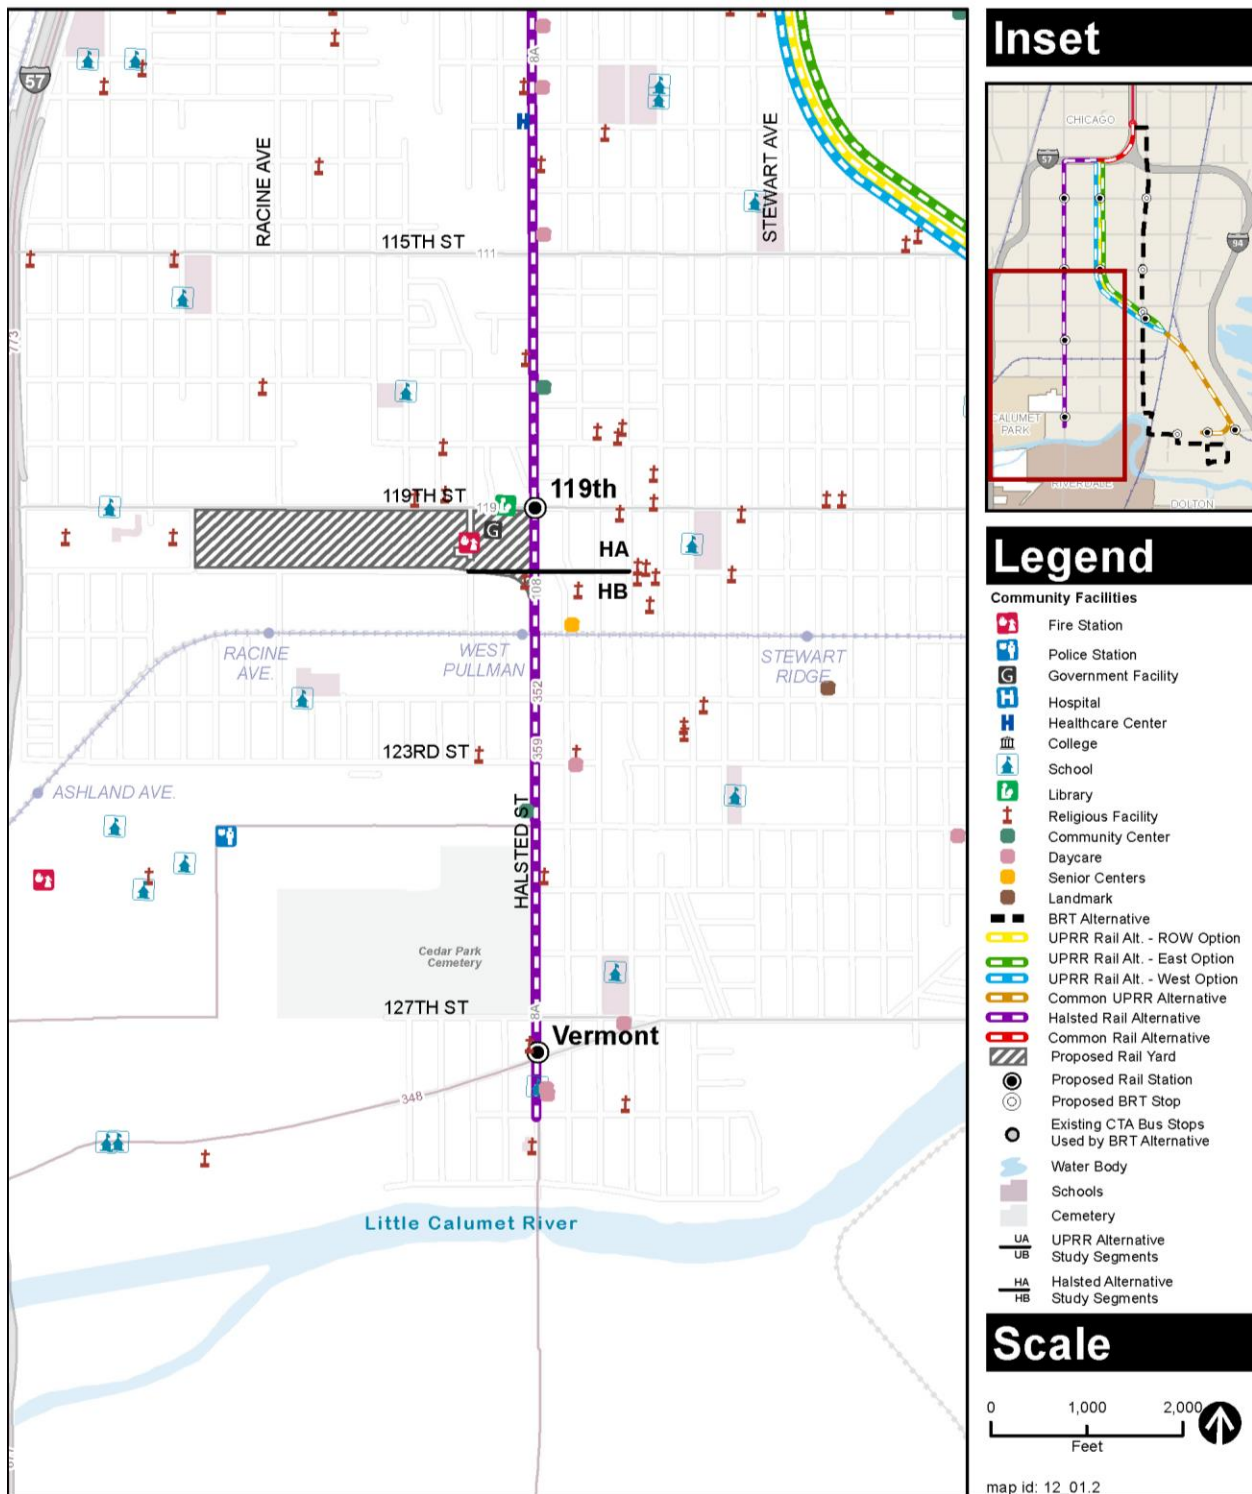 57
8A
RACINE AVE
STEWART AVE
115TH ST
111
773
119TH ST
119
119th
G
HA
HB
108
RACINE
AVE.
WEST
PULLMAN
STEWART
RIDGE
352
123RD ST
359
ASHLAND AVE.
HALSTED ST
Cedar Park
Cemetery
127TH ST
8A
Vermont
348
Little Calumet River
Inset
CHICAGO
57
94
CALUMET
PARK
RIVERDALE
DOLTON
Legend
Community Facilities
Fire Station
Police Station
G Government Facility
H Hospital
H Healthcare Center
College
School
Library
Religious Facility
Community Center
Daycare
Senior Centers
Landmark
BRT Alternative
UPRR Rail Alt. - ROW Option
UPRR Rail Alt. - East Option
UPRR Rail Alt. - West Option
Common UPRR Alternative
Halsted Rail Alternative
Common Rail Alternative
Proposed Rail Yard
Proposed Rail Station
Proposed BRT Stop
Existing CTA Bus Stops
Used by BRT Alternative
Water Body
Schools
Cemetery
UA UPRR Alternative
UB Study Segments
HA Halsted Alternative
HB Study Segments
Scale
0 1,000 2,000
Feet
map id: 12_01.2